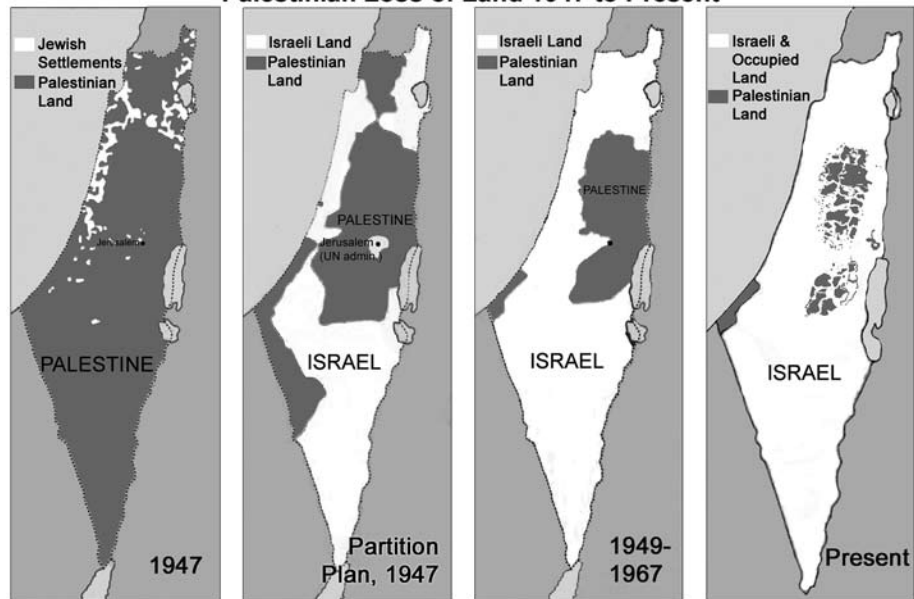 Palestinian Loss of Land 1947 to Present
Jewish
Settlements
Palestinian
Land
Jerusalem
PALESTINE
1947
Israeli Land
Palestinian
Land
PALESTINE
Jerusalem
(UN admin.)
ISRAEL
Partition
Plan, 1947
Israeli Land
Palestinian
Land
PALESTINE
ISRAEL
1949-
1967
Israeli &
Occupied
Land
Palestinian
Land
ISRAEL
Present